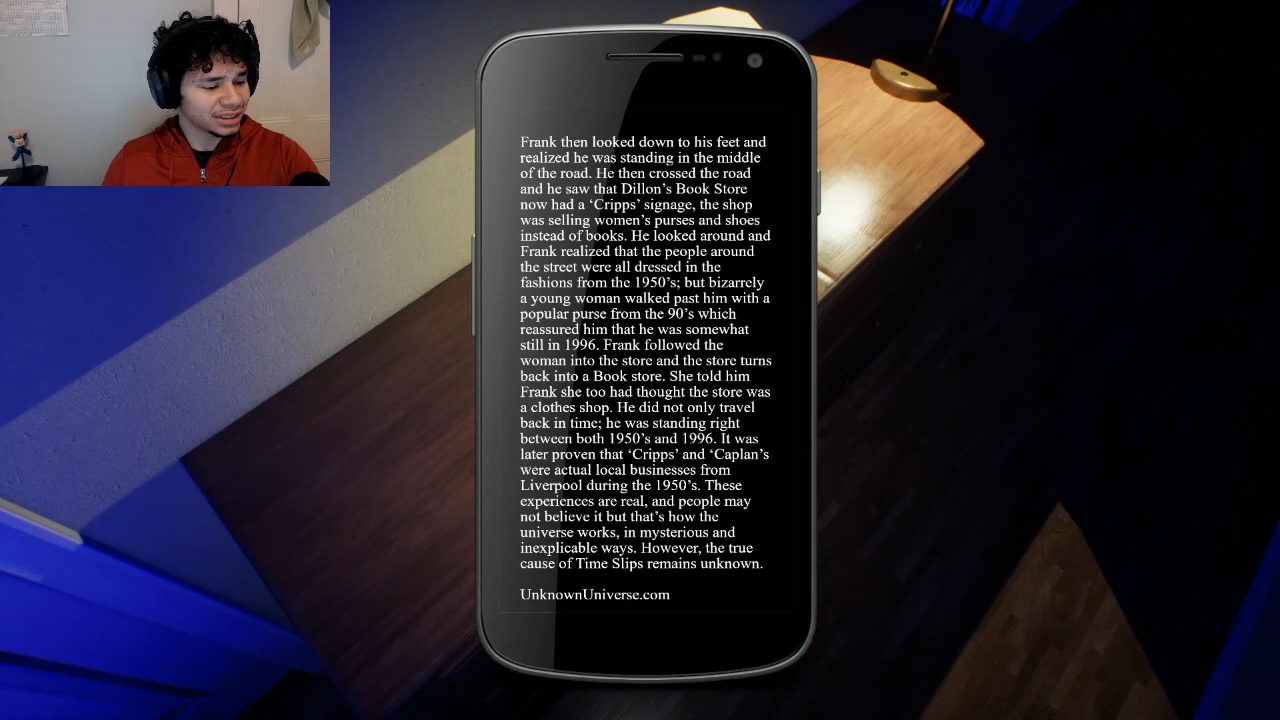 Frank then looked down to his feet and
realized he was standing in the middle
of the road. He then crossed the road
and he saw that Dillon’s Book Store
now had a ‘Cripps’ signage, the shop
was selling women’s purses and shoes
instead of books. He looked around and
Frank realized that the people around
the street were all dressed in the
fashions from the 1950’s; but bizarrely
a young woman walked past him with a
popular purse from the 90’s which
reassured him that he was somewhat
still in 1996. Frank followed the
woman into the store and the store turns
back into a Book store. She told him
Frank she too had thought the store was
a clothes shop. He did not only travel
back in time; he was standing right
between both 1950’s and 1996. It was
later proven that ‘Cripps’ and ‘Caplan’s
were actual local businesses from
Liverpool during the 1950’s. These
experiences are real, and people may
not believe it but that’s how the
universe works, in mysterious and
inexplicable ways. However, the true
cause of Time Slips remains unknown.
UnknownUniverse.com